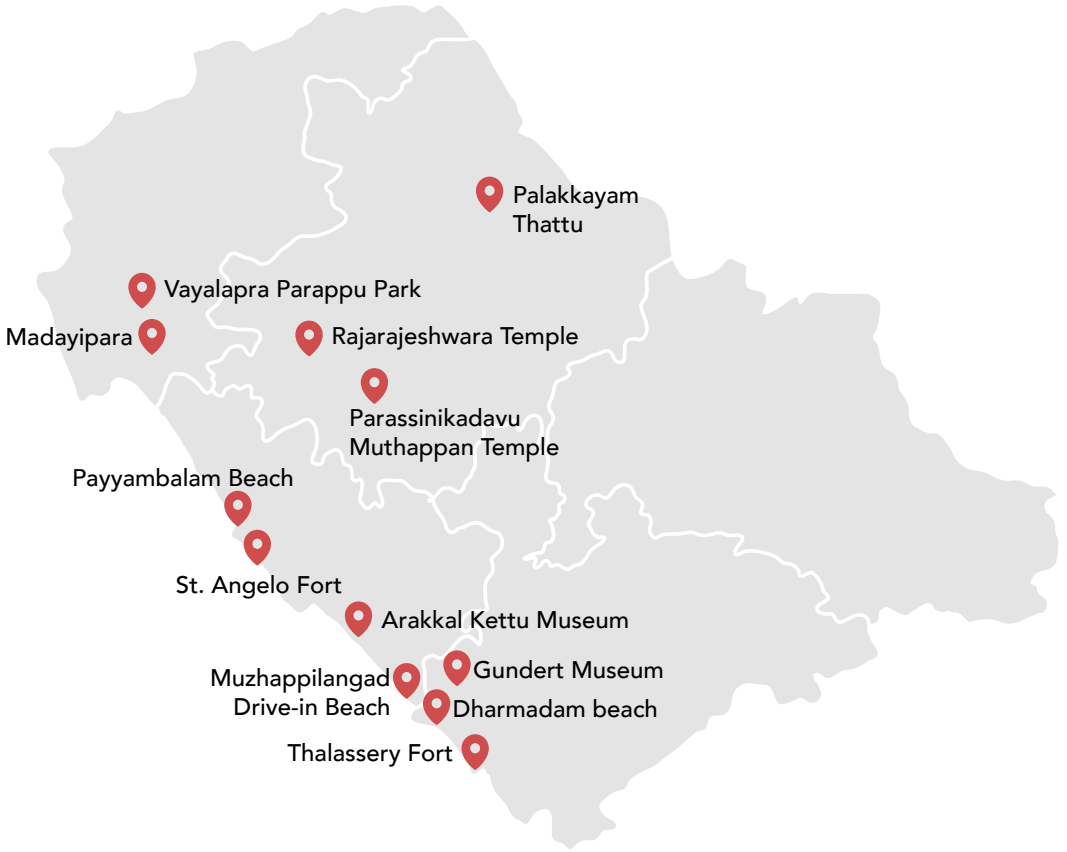 Palakkayam
Thattu
Vayalapra Parappu Park
Madayipara
Rajarajeshwara Temple
Parassinikadavu
Muthappan Temple
Payyambalam Beach
St. Angelo Fort
Arakkal Kettu Museum
Muzhappilangad
Drive-in Beach
Gundert Museum
Dharmadam beach
Thalassery Fort